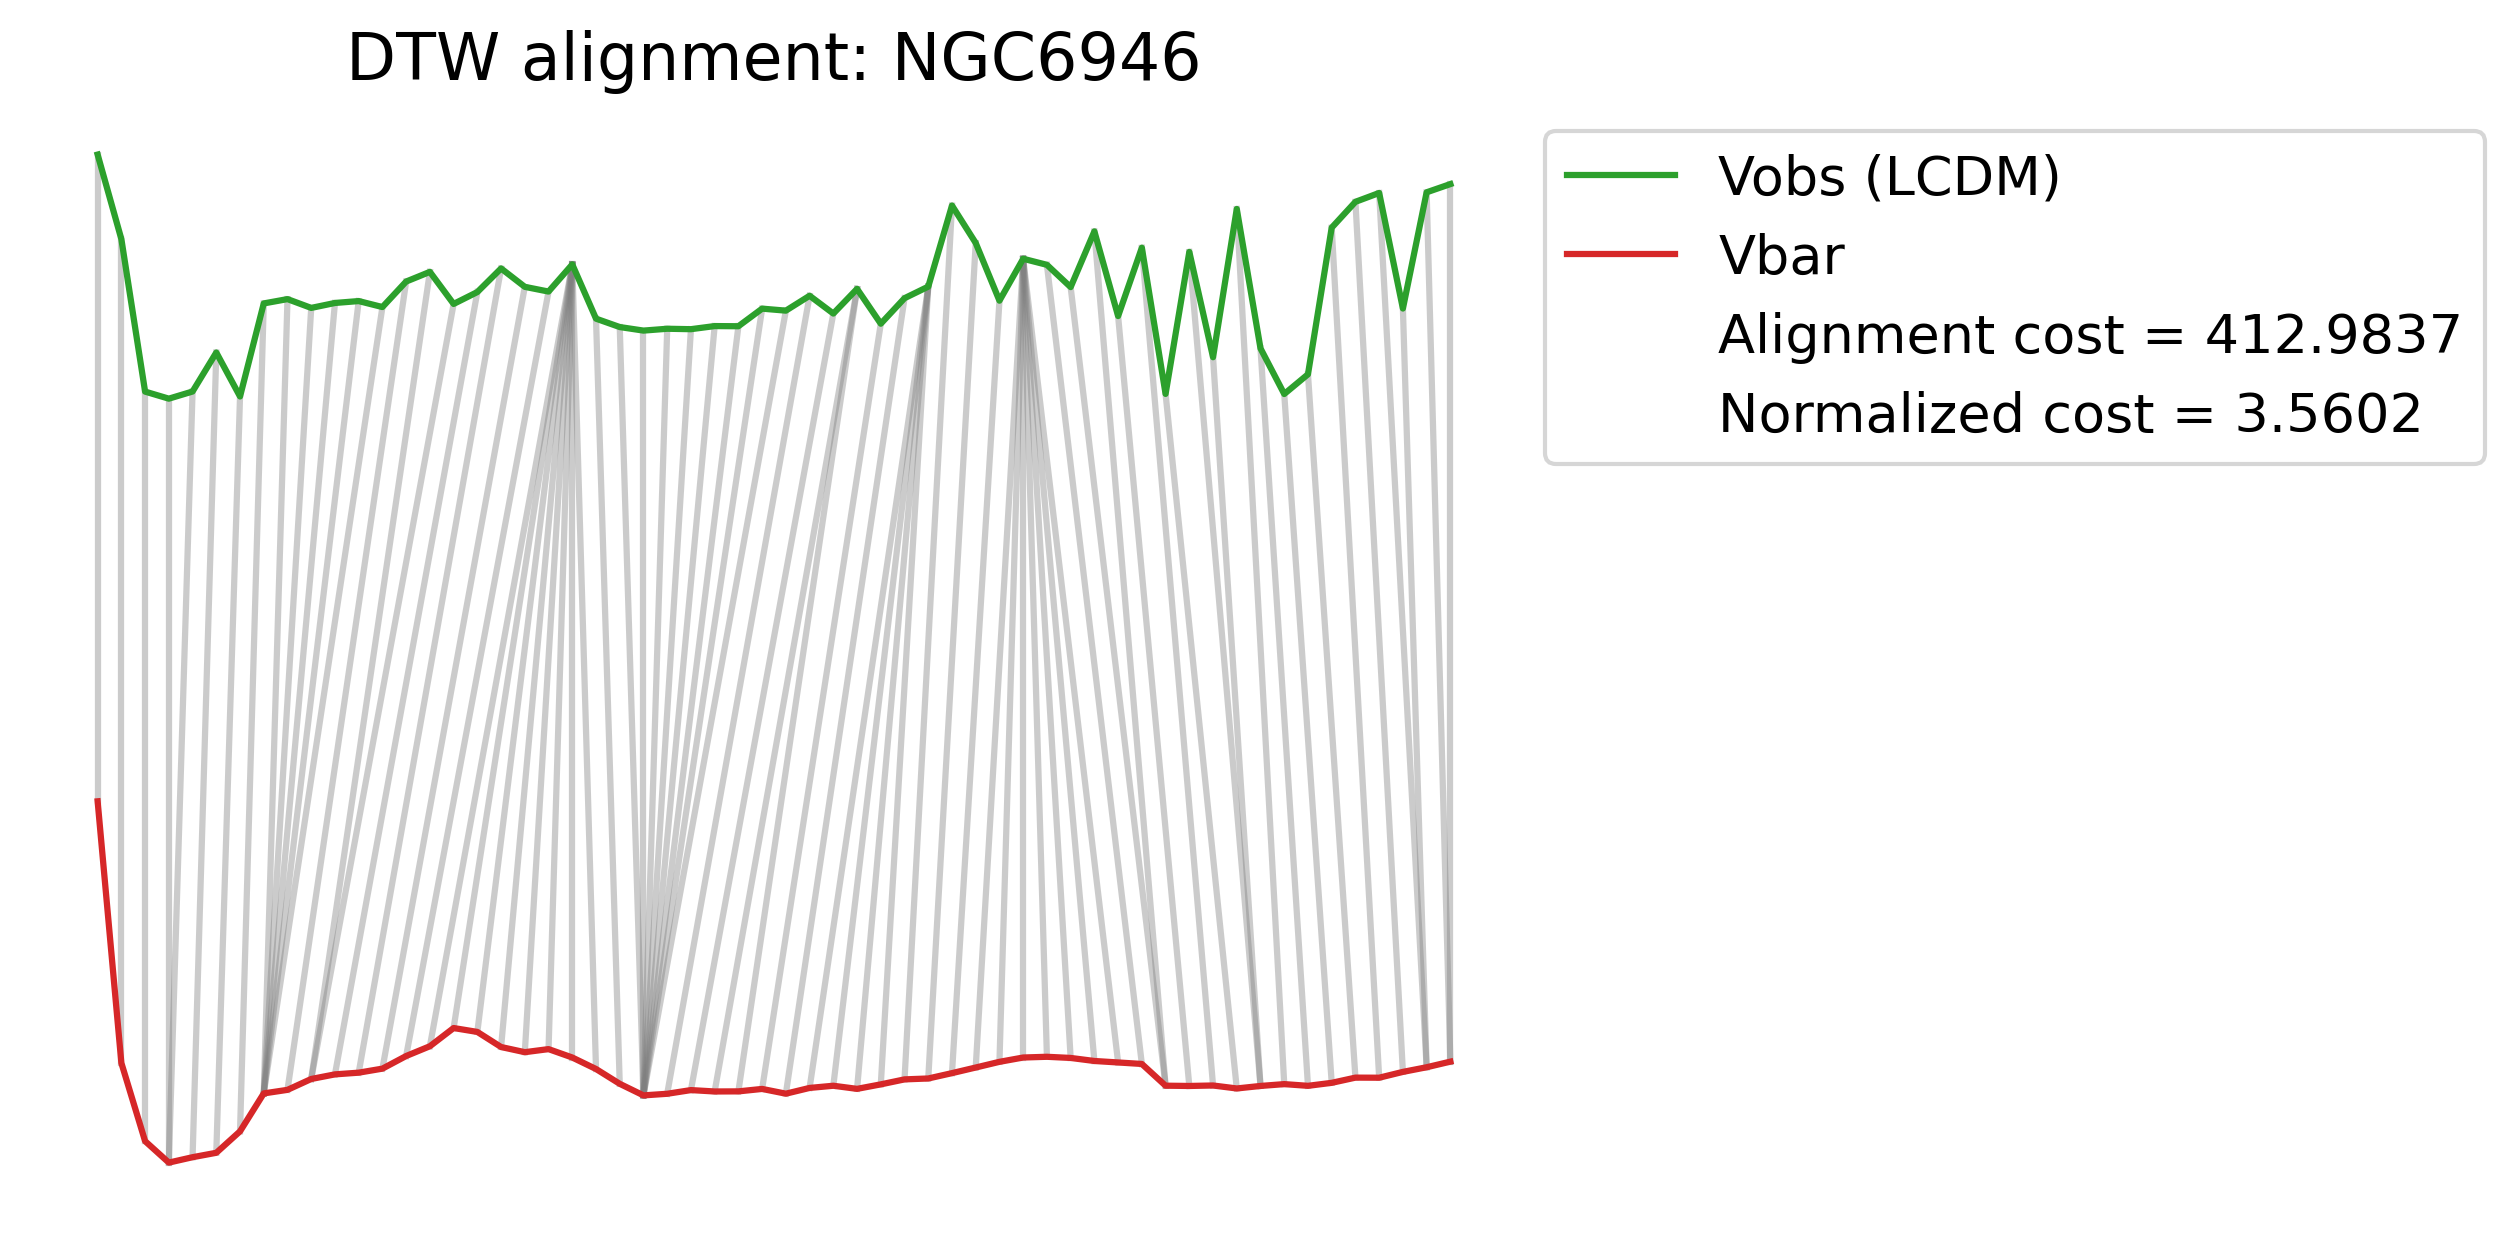 DTW alignment: NGC6946
Vobs (LCDM)
Vbar
Alignment cost = 412.9837
Normalized cost = 3.5602